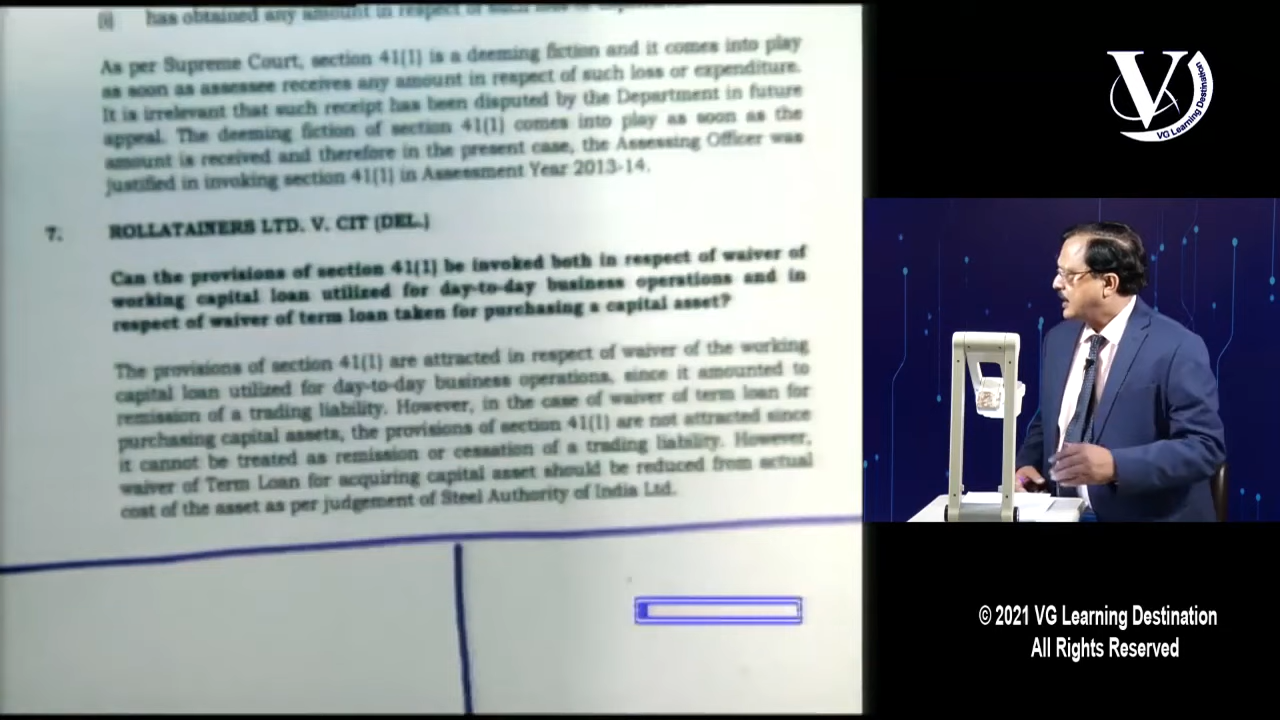 (i) has obtained any amount in respect of such loss or
As per Supreme Court, section 41(1) is a deeming fiction and it comes into play
as soon as assessee receives any amount in respect of such loss or expenditure.
It is irrelevant that such receipt has been disputed by the Department in future
appeal. The deeming fiction of section 41(1) comes into play as soon as the
amount is received and therefore in the present case, the Assessing Officer was
justified in invoking section 41(1) in Assessment Year 2013-14.
7. ROLLATAINERS LTD. V. CIT (DEL.)
Can the provisions of section 41(1) be invoked both in respect of waiver of
working capital loan utilized for day-to-day business operations and in
respect of waiver of term loan taken for purchasing a capital asset?
The provisions of section 41(1) are attracted in respect of waiver of the working
capital loan utilized for day-to-day business operations, since it amounted to
remission of a trading liability. However, in the case of waiver of term loan for
purchasing capital assets, the provisions of section 41(1) are not attracted since
it cannot be treated as remission or cessation of a trading liability. However,
waiver of Term Loan for acquiring capital asset should be reduced from actual
cost of the asset as per judgement of Steel Authority of India Ltd.
V
VG Learning Destination
© 2021 VG Learning Destination
All Rights Reserved